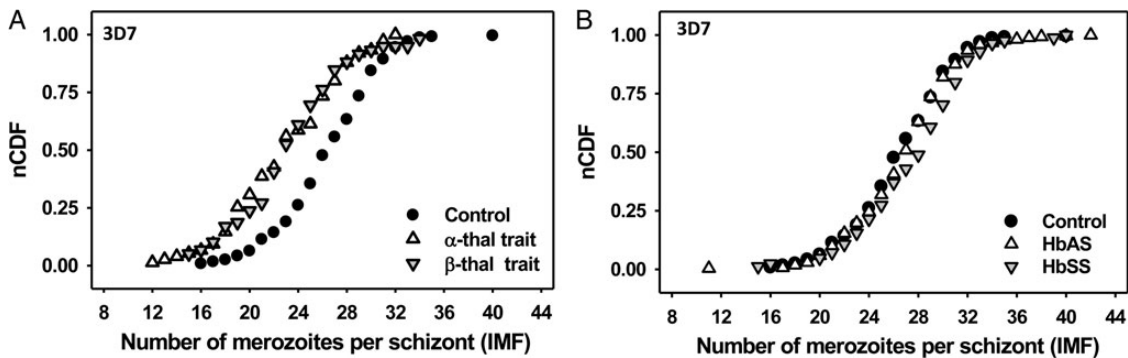 A
3D7
nCDF
1.00
0.75
0.50
0.25
0.00
Control
α-thal trait
β-thal trait
8 12 16 20 24 28 32 36 40 44
Number of merozoites per schizont (IMF)
B
3D7
nCDF
1.00
0.75
0.50
0.25
0.00
Control
HbAS
HbSS
8 12 16 20 24 28 32 36 40 44
Number of merozoites per schizont (IMF)